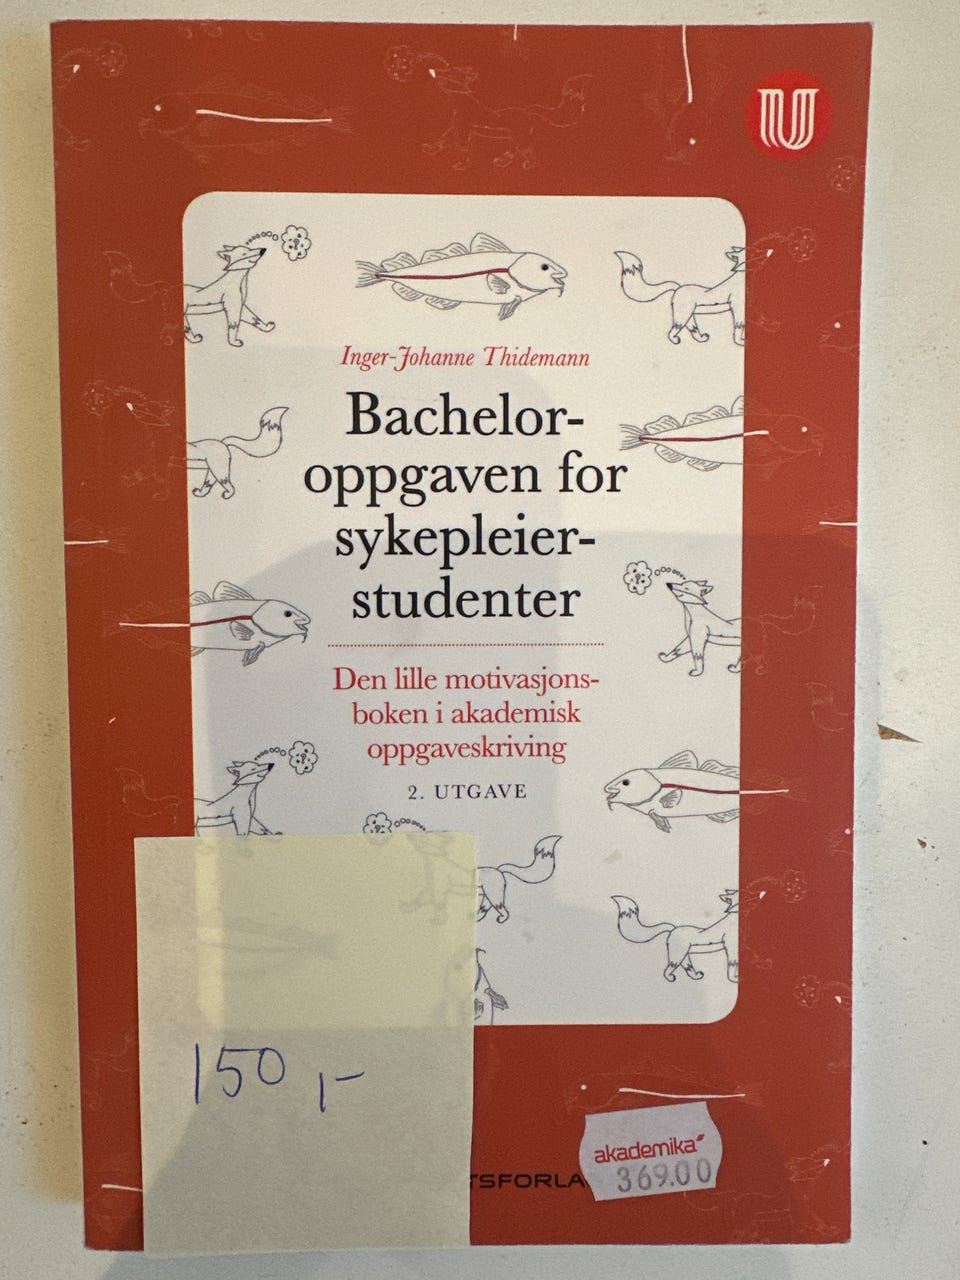 U
Inger-Johanne Thidemann
Bachelor-
oppgaven for
sykepleier-
studenter
Den lille motivasjons-
boken i akademisk
oppgaveskriving
2. UTGAVE
150,-
akademika
369.00